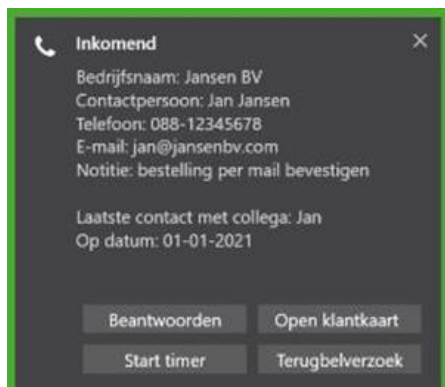 Inkomend
Bedrijfsnaam: Jansen BV
Contactpersoon: Jan Jansen
Telefoon: 088-12345678
E-mail: jan@jansenbv.com
Notitie: bestelling per mail bevestigen
Laatste contact met collega: Jan
Op datum: 01-01-2021
Beantwoorden Open klantkaart
Start timer Terugbelverzoek